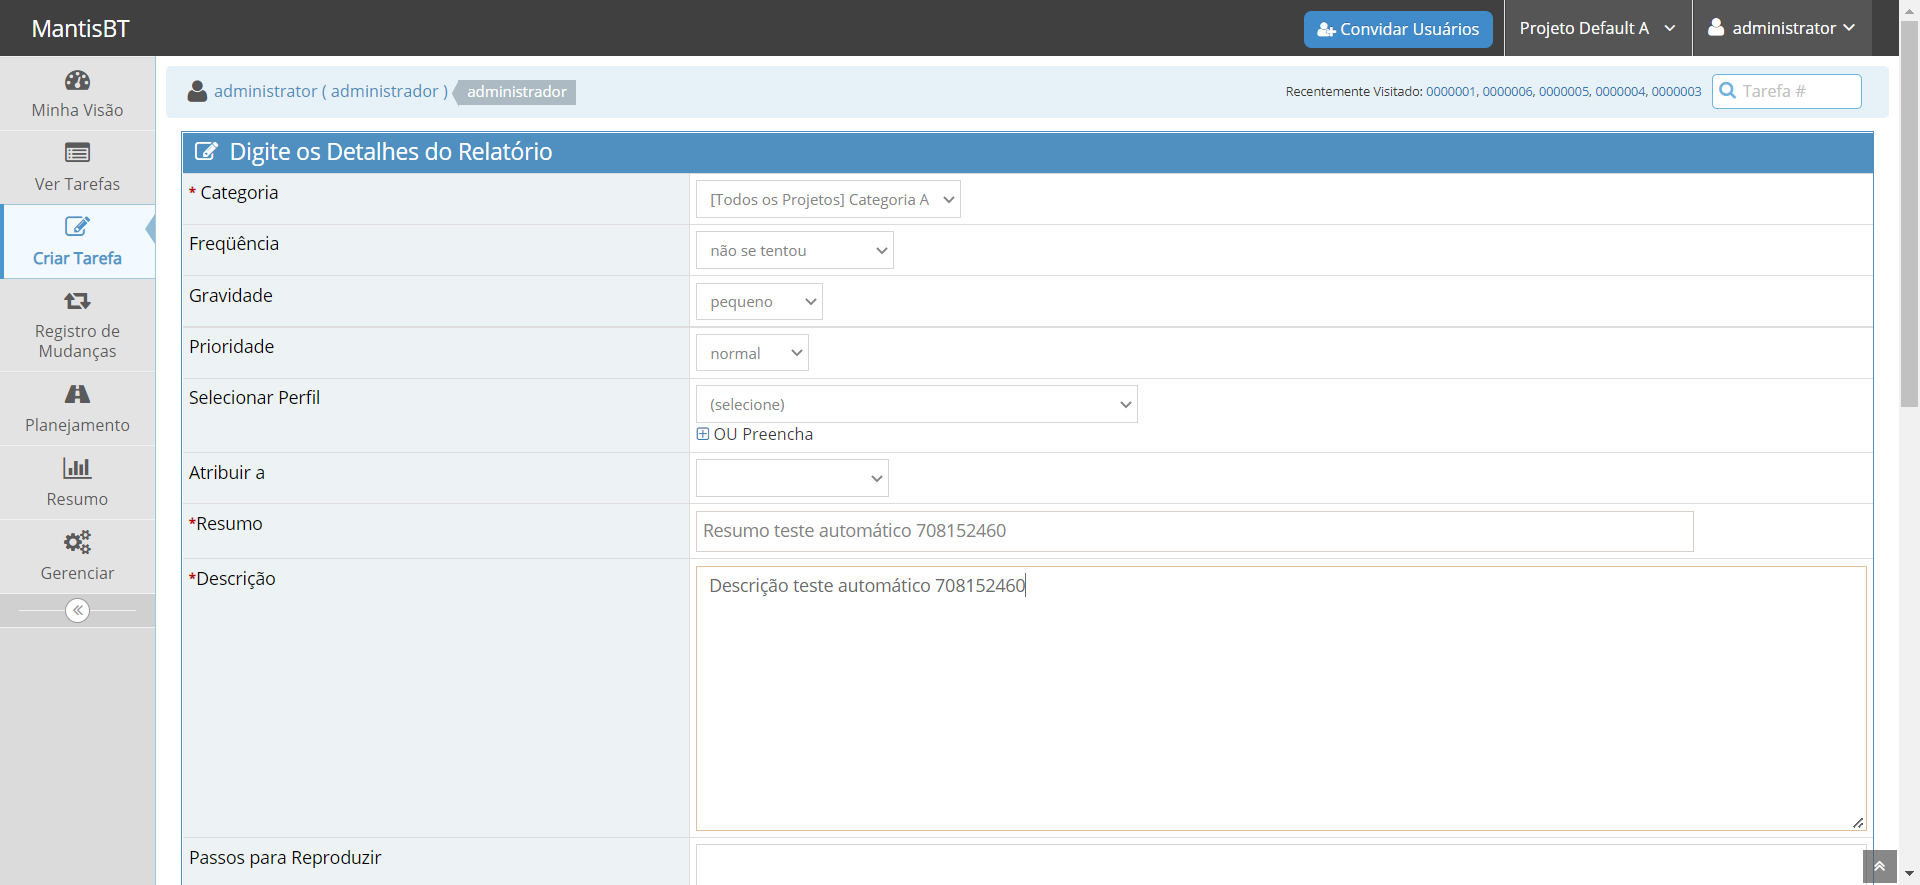 MantisBT
Convidar Usuários
Projeto Default A
administrator
Minha Visão
Ver Tarefas
Criar Tarefa
Registro de
Mudanças
Planejamento
Resumo
Gerenciar
administrator ( administrador )
administrador
Recentemente Visitado: 0000001, 0000006, 0000005, 0000004, 0000003
Tarefa #
Digite os Detalhes do Relatório
* Categoria
[Todos os Projetos] Categoria A
Freqüência
não se tentou
Gravidade
pequeno
Prioridade
normal
Selecionar Perfil
(selecione)
OU Preencha
Atribuir a
*Resumo
Resumo teste automático 708152460
*Descrição
Descrição teste automático 708152460
Passos para Reproduzir